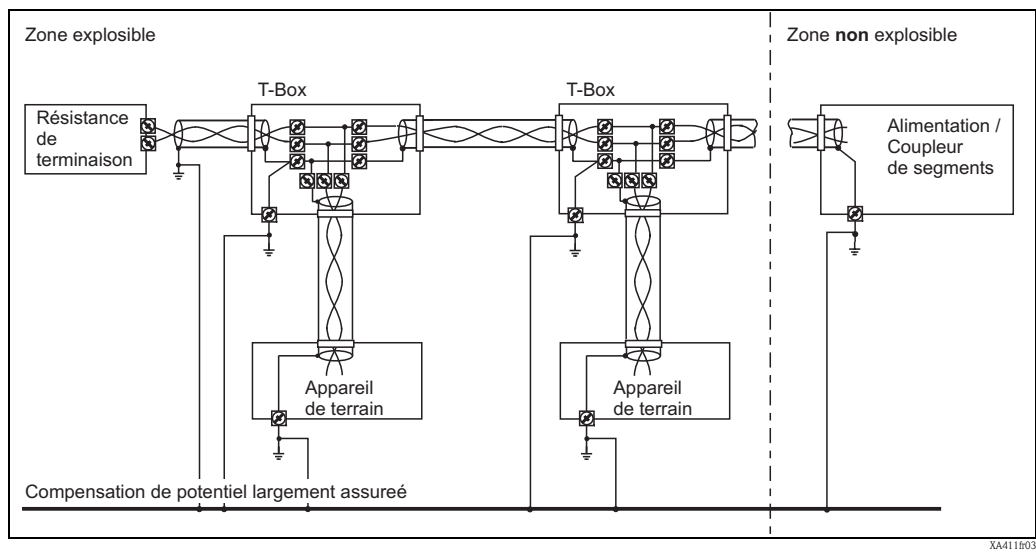 Zone explosible
Zone non explosible
T-Box
T-Box
Résistance
de
terminaison
Alimentation /
Coupleur
de segments
Appareil
de terrain
Appareil
de terrain
Compensation de potentiel largement assureé
XA411fr03